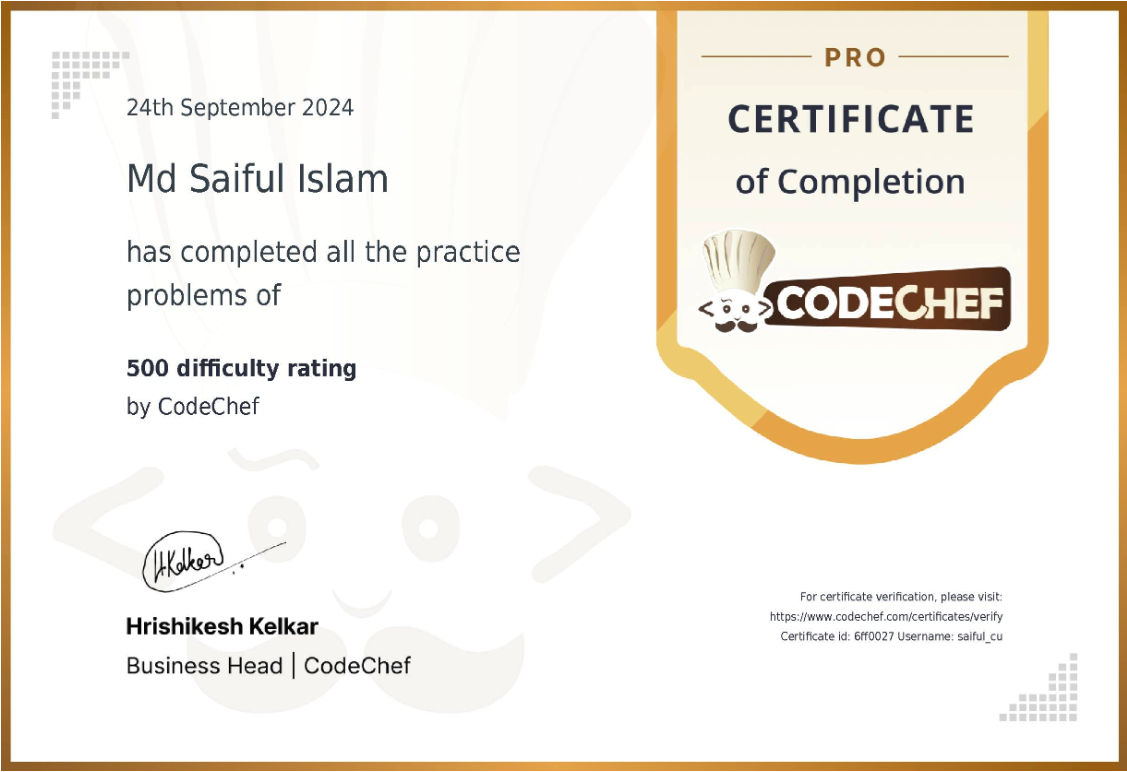 24th September 2024
Md Saiful Islam
has completed all the practice
problems of
500 difficulty rating
by CodeChef
H.Kelkar
Hrishikesh Kelkar
Business Head | CodeChef
PRO
CERTIFICATE
of Completion
CODECHEF
For certificate verification, please visit:
https://www.codechef.com/certificates/verify
Certificate id: 6ff0027 Username: saiful_cu